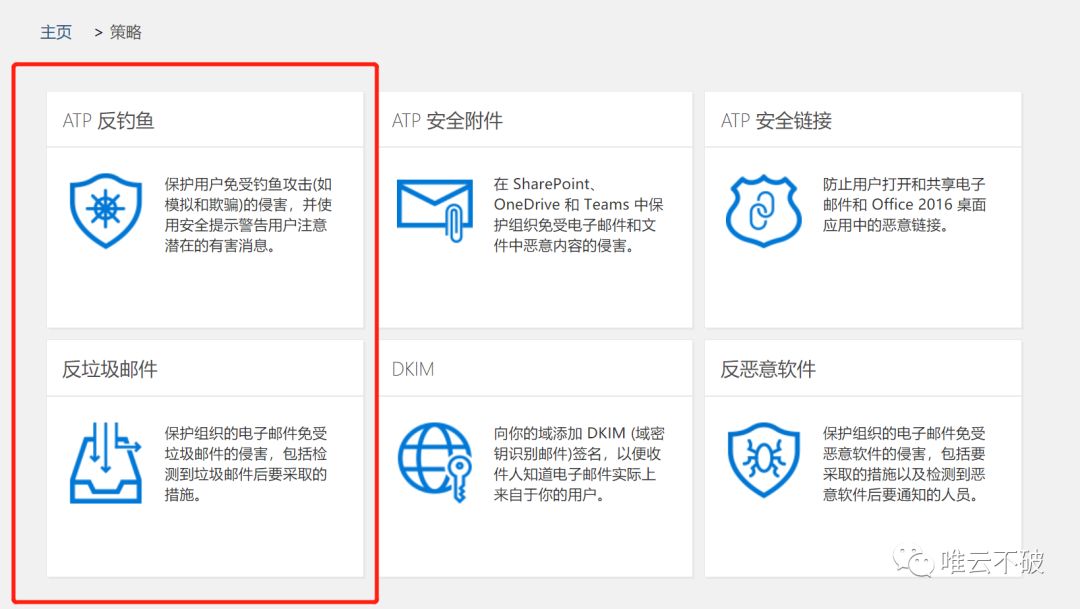 主页 > 策略
ATP 反钓鱼
保护用户免受钓鱼攻击(如
模拟和欺骗)的侵害，并使
用安全提示警告用户注意
潜在的有害消息。
ATP 安全附件
在 SharePoint、
OneDrive 和 Teams 中保
护组织免受电子邮件和文
件中恶意内容的侵害。
ATP 安全链接
防止用户打开和共享电子
邮件和 Office 2016 桌面
应用中的恶意链接。
反垃圾邮件
保护组织的电子邮件免受
垃圾邮件的侵害，包括检
测到垃圾邮件后要采取的
措施。
DKIM
向你的域添加 DKIM (域密
钥识别邮件)签名，以便收
件人知道电子邮件实际上
来自于你的用户。
反恶意软件
保护组织的电子邮件免受
恶意软件的侵害，包括要
采取的措施以及检测到恶
意软件后要通知的人员。
唯云不破